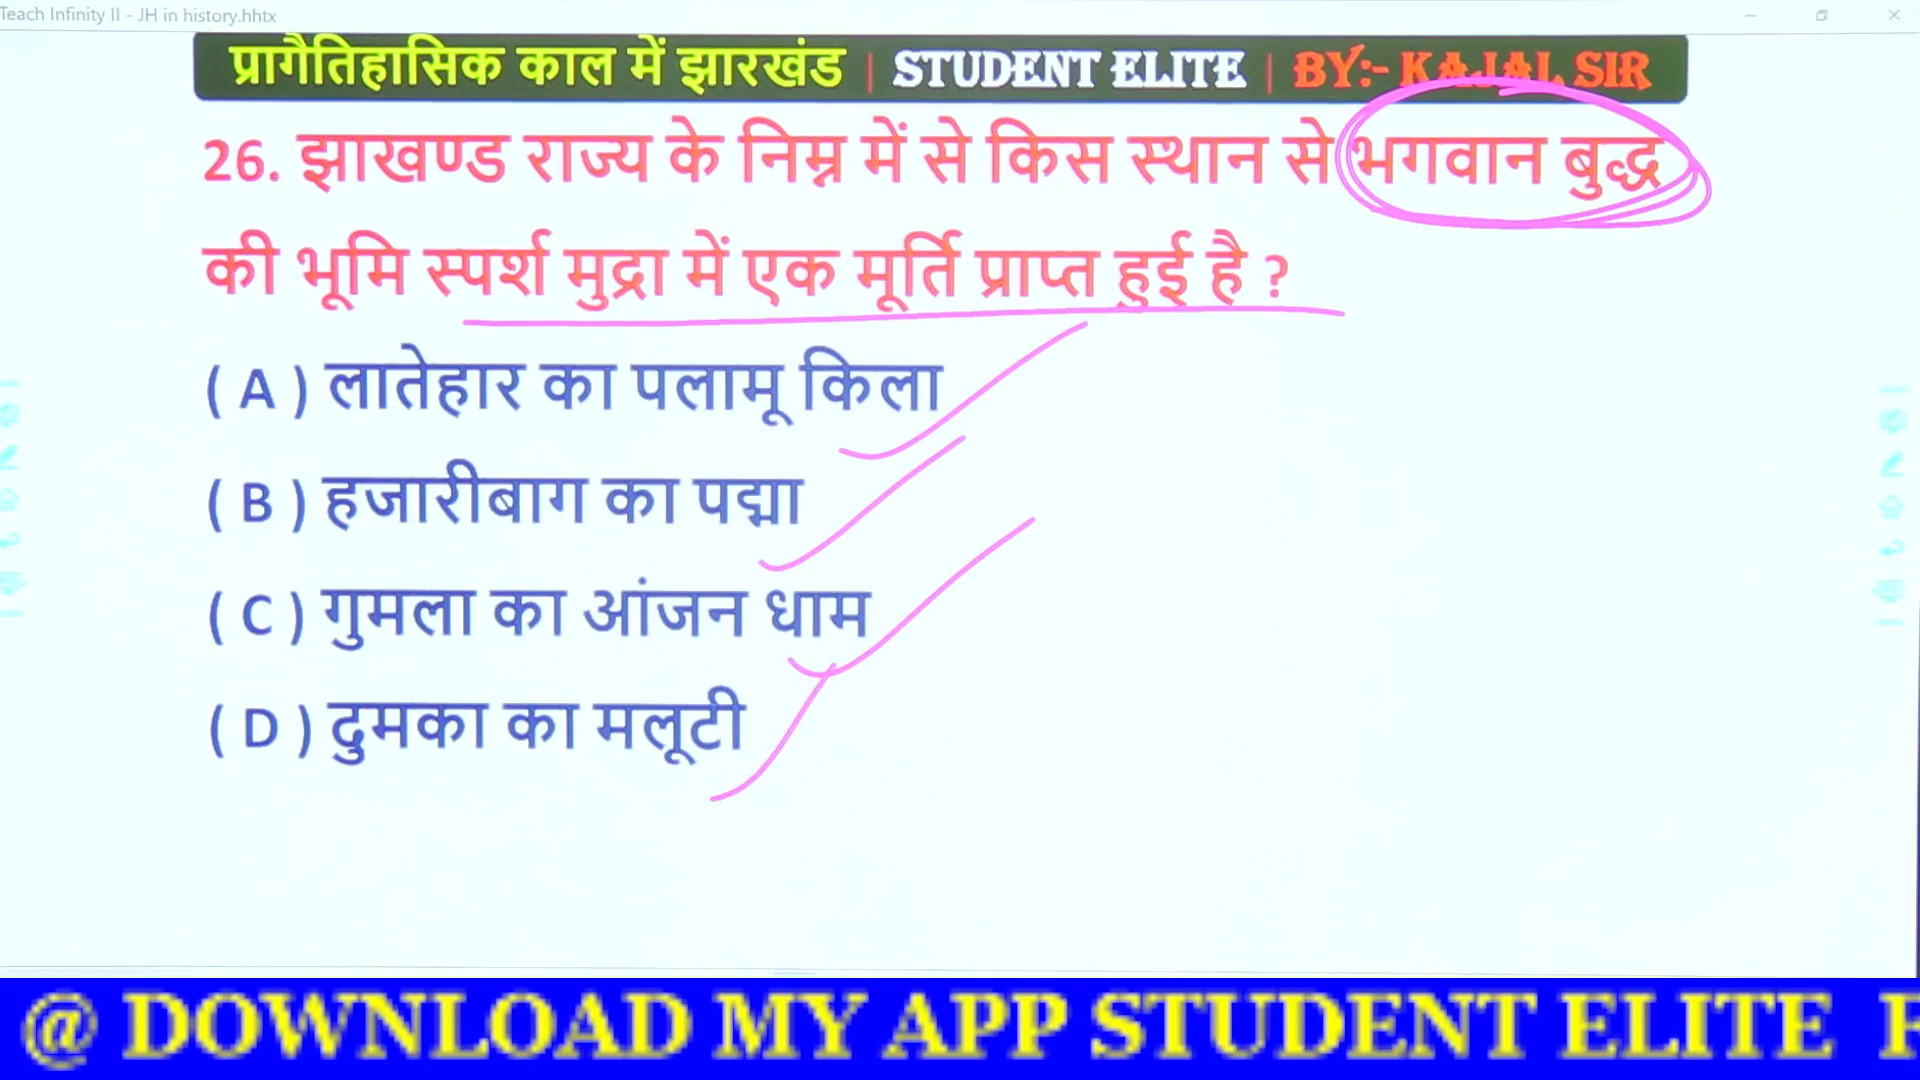 Teach Infinity II - JH in history.hhtx
प्रागैतिहासिक काल में झारखंड | STUDENT ELITE | BY:- KAJAL SIR
26. झाखण्ड राज्य के निम्न में से किस स्थान से भगवान बुद्ध
की भूमि स्पर्श मुद्रा में एक मूर्ति प्राप्त हुई है ?
( A ) लातेहार का पलामू किला
( B ) हजारीबाग का पद्मा
( C ) गुमला का आंजन धाम
( D ) दुमका का मलूटी
@ DOWNLOAD MY APP STUDENT ELITE